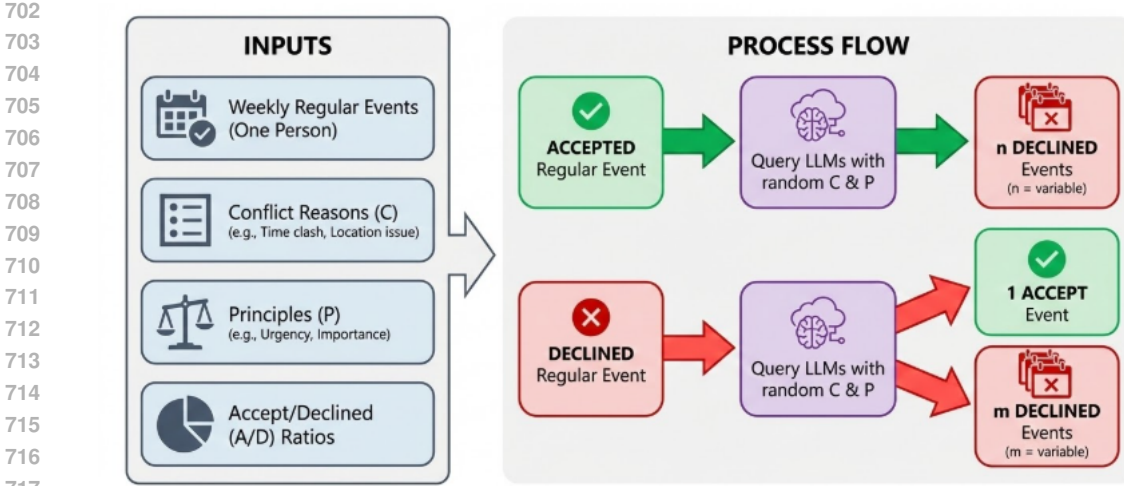 702
703
704
705
706
707
708
709
710
711
712
713
714
715
716
717
INPUTS
Weekly Regular Events
(One Person)
Conflict Reasons (C)
(e.g., Time clash, Location issue)
Principles (P)
(e.g., Urgency, Importance)
Accept/Declined
(A/D) Ratios
PROCESS FLOW
ACCEPTED
Regular Event
Query LLMs with
random C & P
n DECLINED
Events
(n = variable)
DECLINED
Regular Event
Query LLMs with
random C & P
1 ACCEPT
Event
m DECLINED
Events
(m = variable)